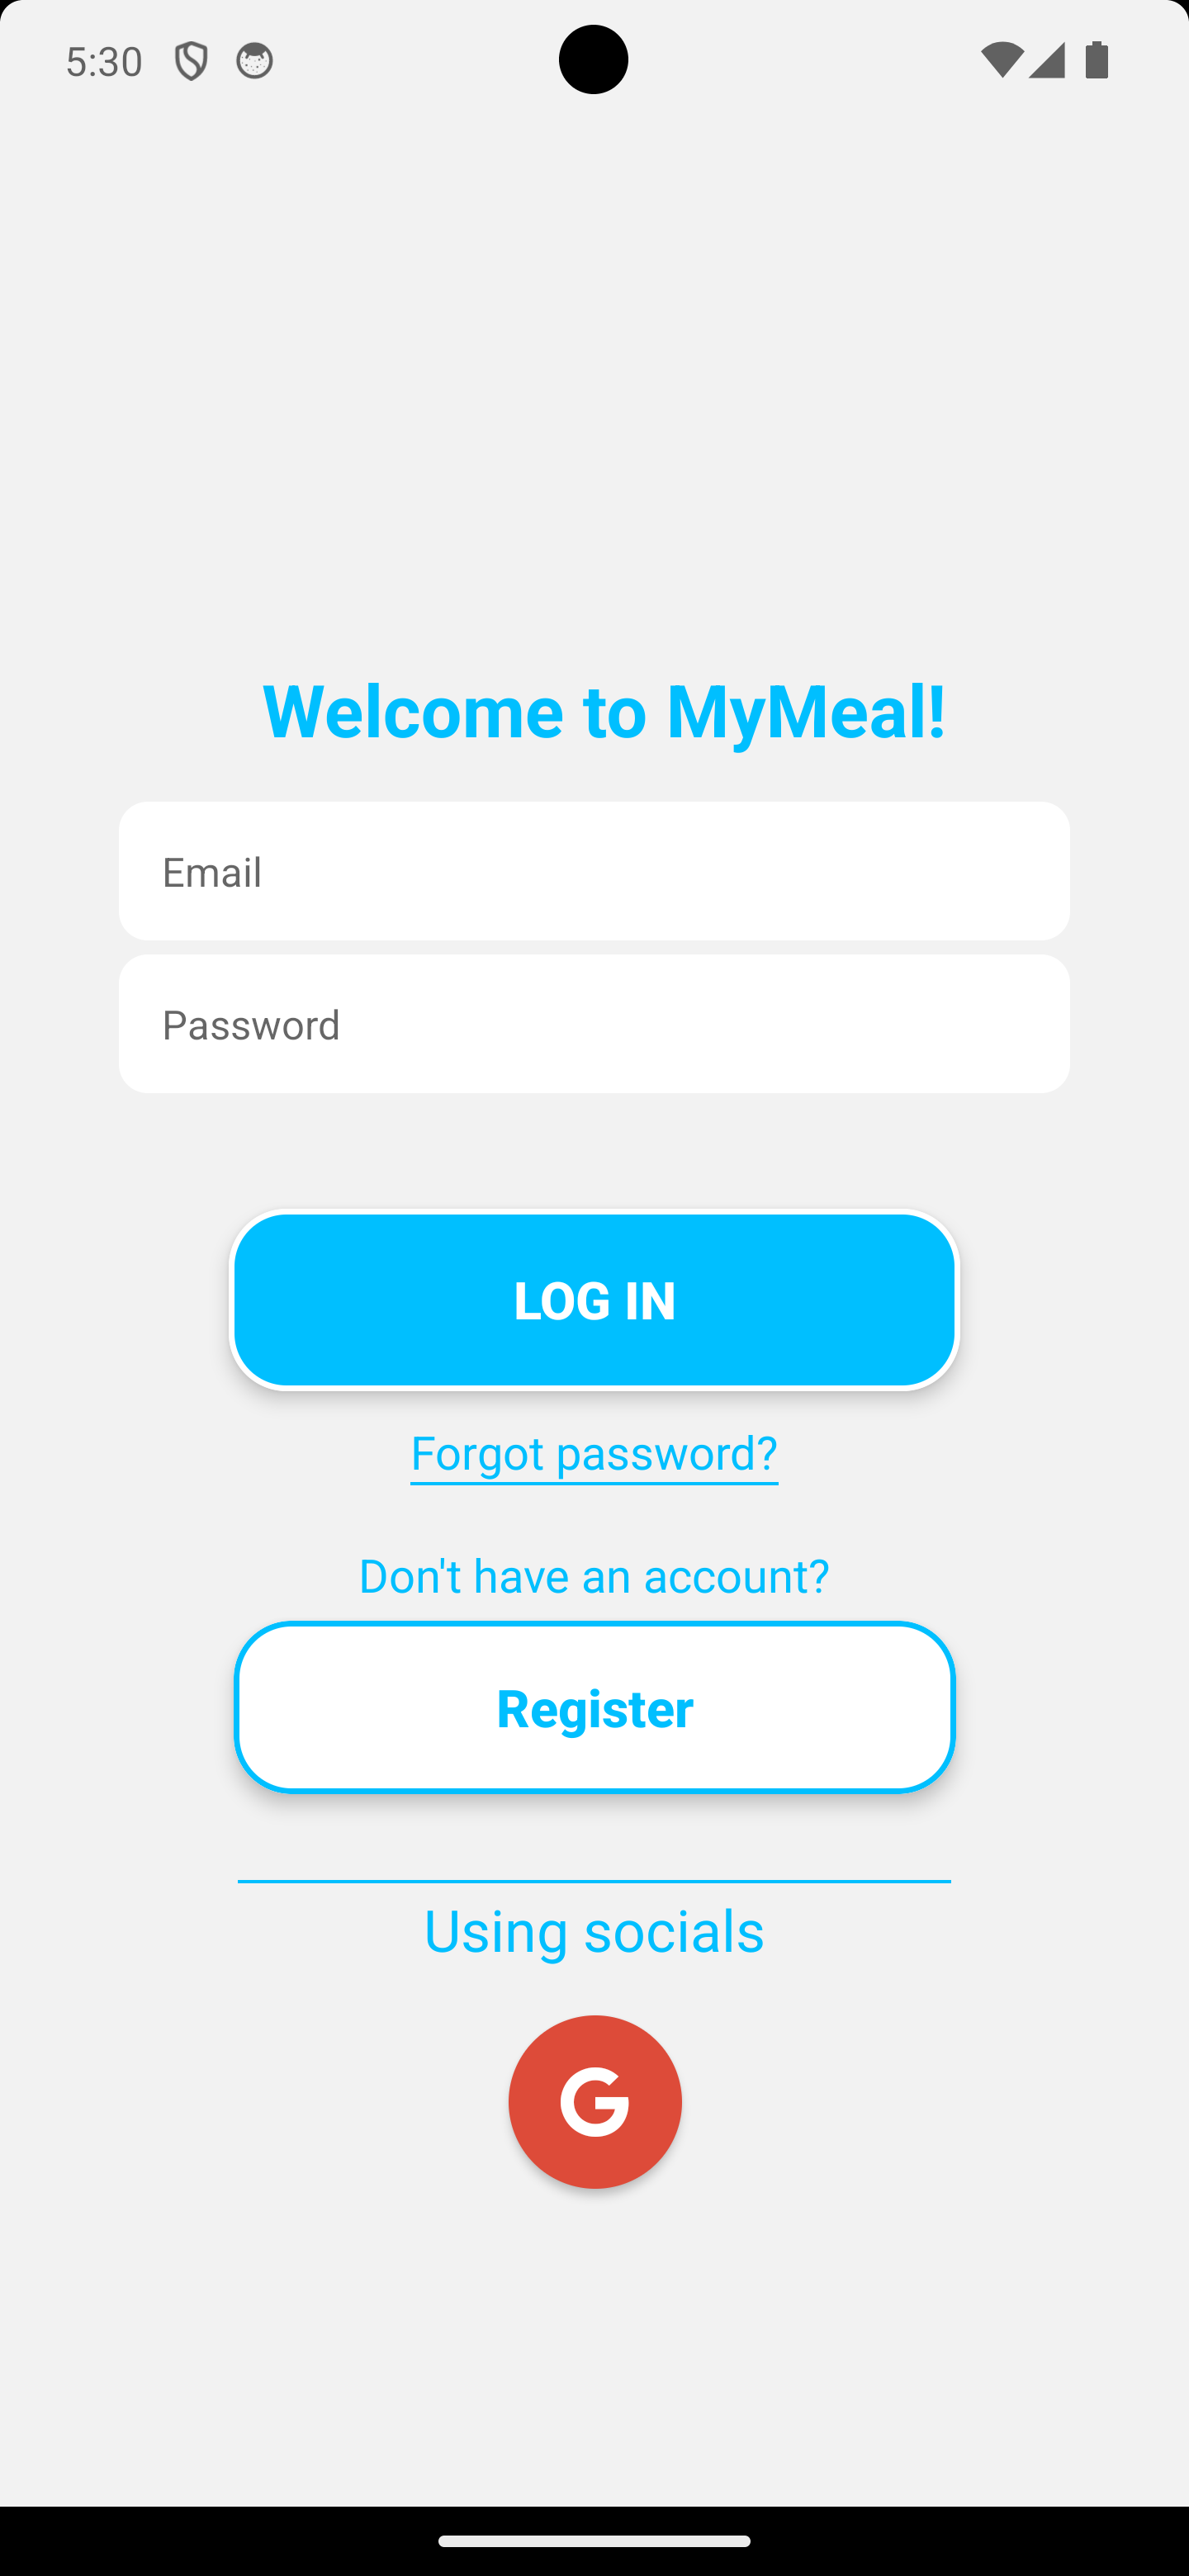 5:30
Welcome to MyMeal!
Email
Password
LOG IN
Forgot password?
Don't have an account?
Register
Using socials
G